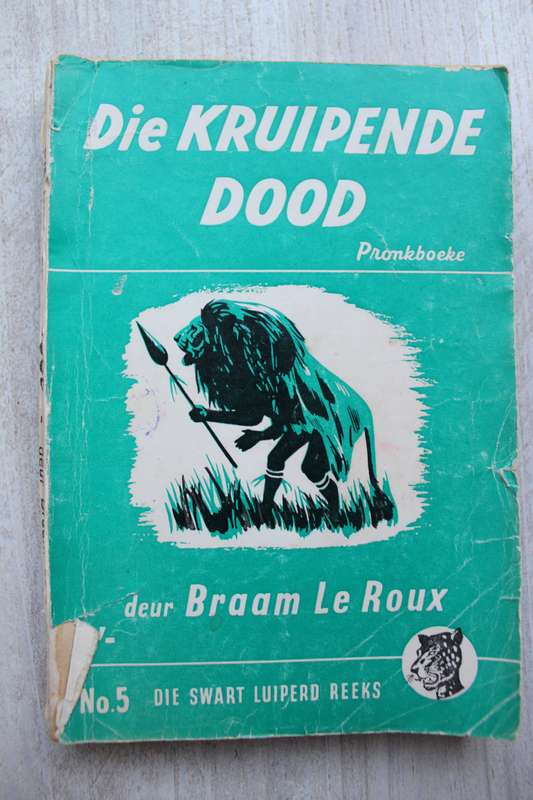 Die KRUIPENDE
DOOD
Pronkboeke
deur Braam Le Roux
/-
No.5 DIE SWART LUIPERD REEKS